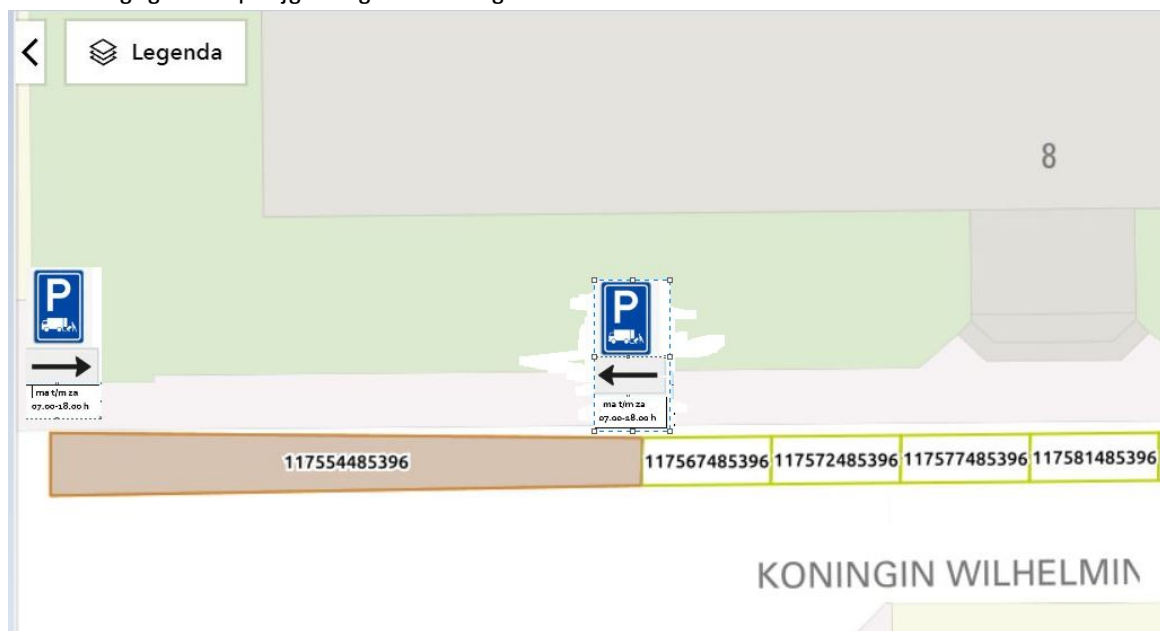 Legenda
8
P
P
ma t/m za
07.00-18.00 h
ma t/m za
07.00-18.00 h
117554485396
117567485396 117572485396 117577485396 117581485396
KONINGIN WILHELMIN